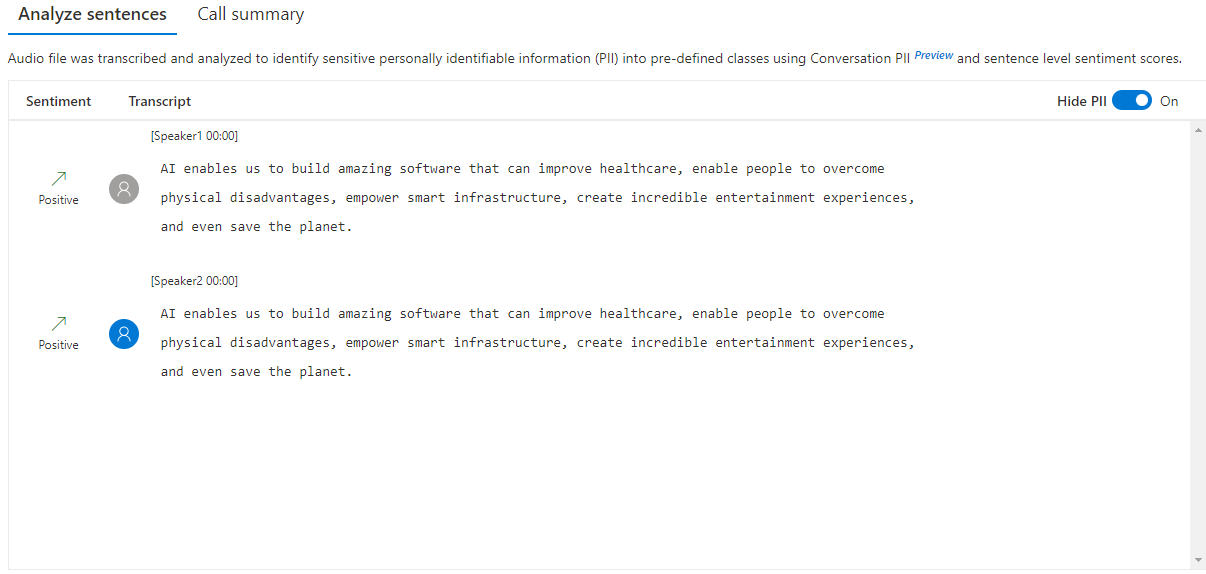 Analyze sentences Call summary
Audio file was transcribed and analyzed to identify sensitive personally identifiable information (PII) into pre-defined classes using Conversation PII Preview and sentence level sentiment scores.
Sentiment Transcript Hide PII On
[Speaker1 00:00]
AI enables us to build amazing software that can improve healthcare, enable people to overcome
physical disadvantages, empower smart infrastructure, create incredible entertainment experiences,
and even save the planet.
Positive
[Speaker2 00:00]
AI enables us to build amazing software that can improve healthcare, enable people to overcome
physical disadvantages, empower smart infrastructure, create incredible entertainment experiences,
and even save the planet.
Positive